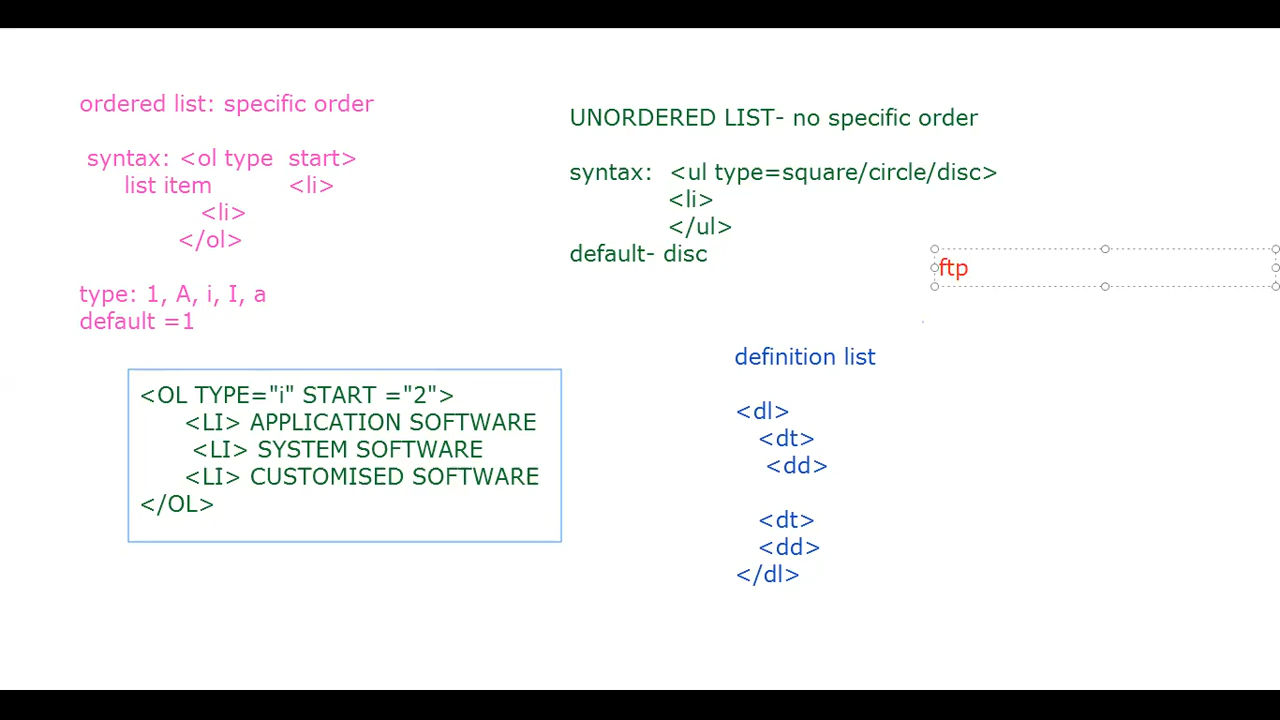 ordered list: specific order
syntax: <ol type  start>
list item <li>
<li>
</ol>
type: 1, A, i, I, a
default =1
<OL TYPE="i" START ="2">
<LI> APPLICATION SOFTWARE
<LI> SYSTEM SOFTWARE
<LI> CUSTOMISED SOFTWARE
</OL>
UNORDERED LIST- no specific order
syntax:  <ul type=square/circle/disc>
<li>
</ul>
default- disc
ftp
definition list
<dl>
<dt>
<dd>
<dt>
<dd>
</dl>